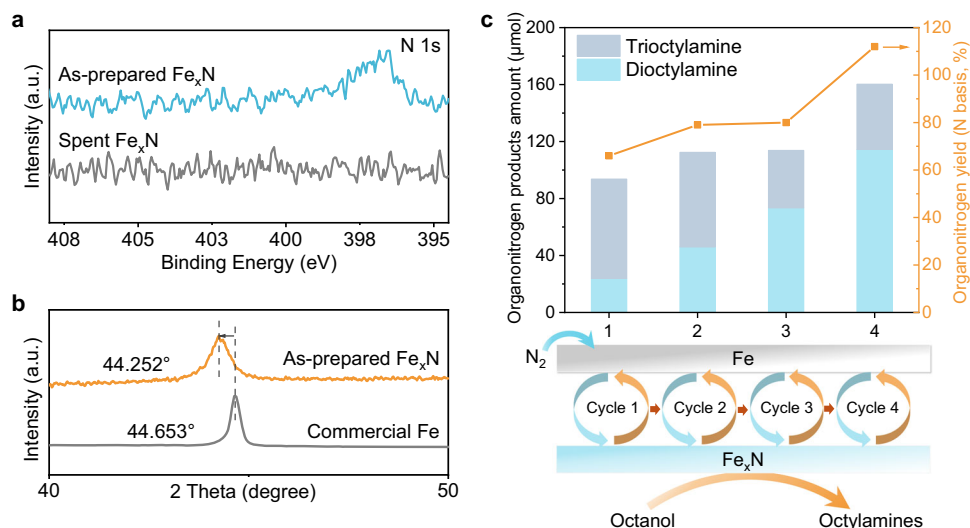 a
N 1s
As-prepared FeₓN
Spent FeₓN
Intensity (a.u.)
408 405 403 400 398 395
Binding Energy (eV)
b
44.252°
As-prepared FeₓN
44.653°
Commercial Fe
Intensity (a.u.)
40 50
2 Theta (degree)
c
Trioctylamine
Dioctylamine
Organonitrogen products amount (μmol)
200
160
120
80
40
0
120
100
80
60
40
20
0
Organonitrogen yield (N basis, %)
1 2 3 4
N₂
Fe
Cycle 1 Cycle 2 Cycle 3 Cycle 4
FeₓN
Octanol Octylamines